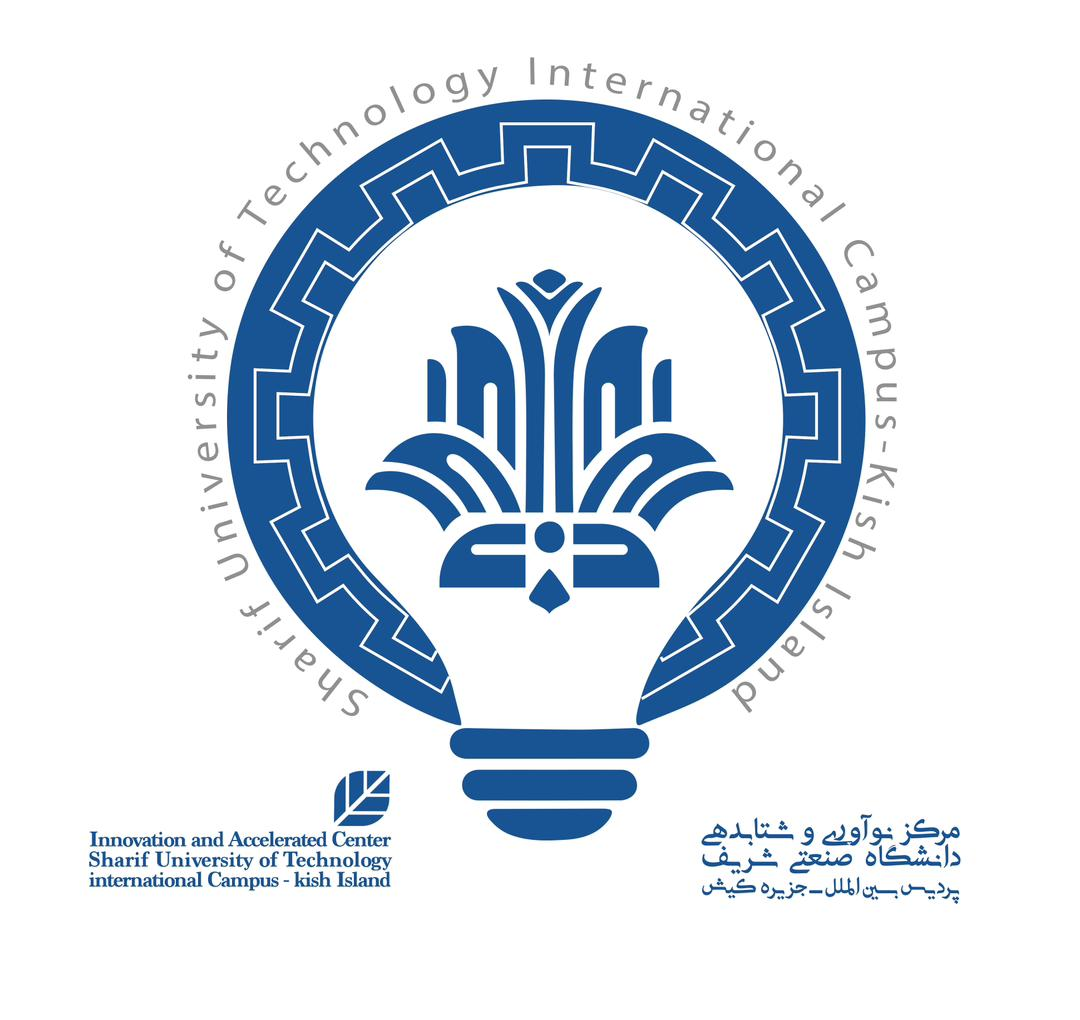 Sharif University of Technology International Campus-Kish Island
Innovation and Accelerated Center
Sharif University of Technology
international Campus - kish Island
مرکز نوآوری و شتابدهی
دانشگاه صنعتی شریف
پردیس بین الملل - جزیره کیش